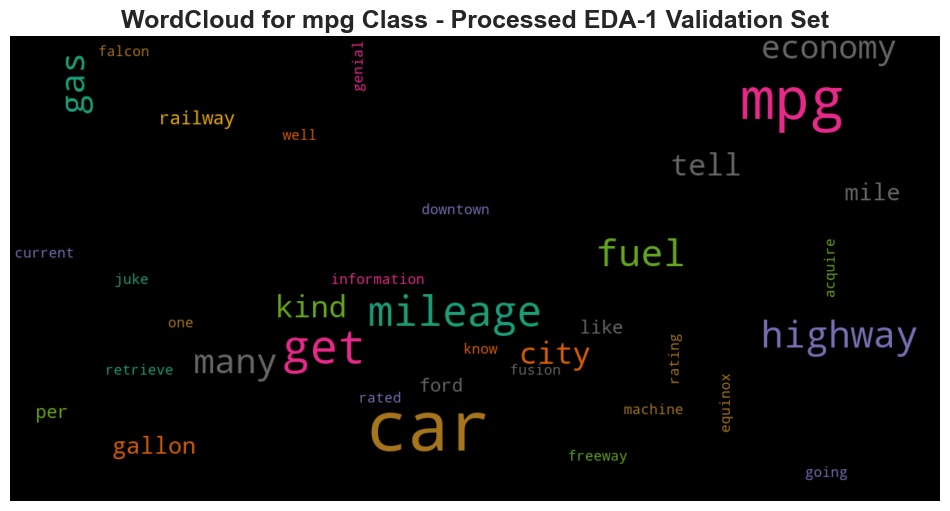 WordCloud for mpg Class - Processed EDA-1 Validation Set
falcon
gas
genial
economy
mpg
railway
well
tell
mile
downtown
current
fuel
acquire
juke
information
kind
mileage
one
like
highway
get
many
know
city
rating
retrieve
fusion
ford
equinox
rated
per
car
machine
gallon
freeway
going